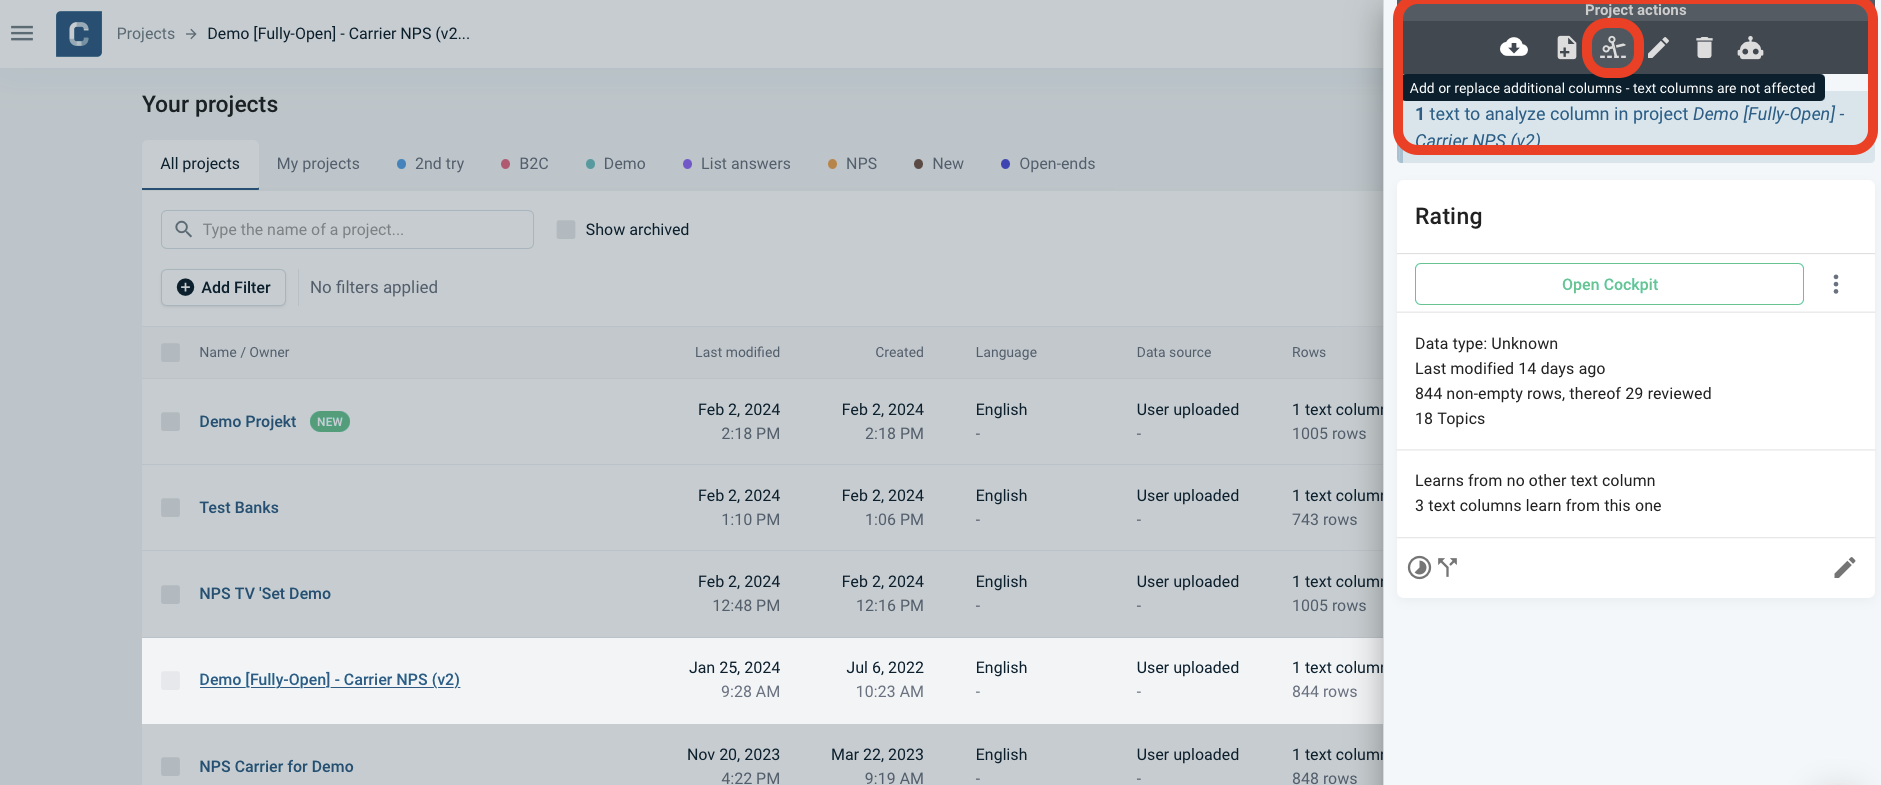 C
Projects → Demo [Fully-Open] - Carrier NPS (v2...
Your projects
All projects
My projects
2nd try
B2C
Demo
List answers
NPS
New
Open-ends
Type the name of a project...
Show archived
Add Filter
No filters applied
Name / Owner Last modified Created Language Data source Rows
Demo Projekt NEW Feb 2, 2024 Feb 2, 2024 English User uploaded 1 text colum
2:18 PM 2:18 PM - - 1005 rows
Test Banks Feb 2, 2024 Feb 2, 2024 English User uploaded 1 text colum
1:10 PM 1:06 PM - - 743 rows
NPS TV 'Set Demo Feb 2, 2024 Feb 2, 2024 English User uploaded 1 text colum
12:48 PM 12:16 PM - - 1005 rows
Demo [Fully-Open] - Carrier NPS (v2) Jan 25, 2024 Jul 6, 2022 English User uploaded 1 text colum
9:28 AM 10:23 AM - - 844 rows
NPS Carrier for Demo Nov 20, 2023 Mar 22, 2023 English User uploaded 1 text colum
4:22 PM 9:19 AM - - 848 rows
Project actions
Add or replace additional columns - text columns are not affected
1 text to analyze column in project Demo [Fully-Open] -
Carrier NPS (v2)
Rating
Open Cockpit
Data type: Unknown
Last modified 14 days ago
844 non-empty rows, thereof 29 reviewed
18 Topics
Learns from no other text column
3 text columns learn from this one